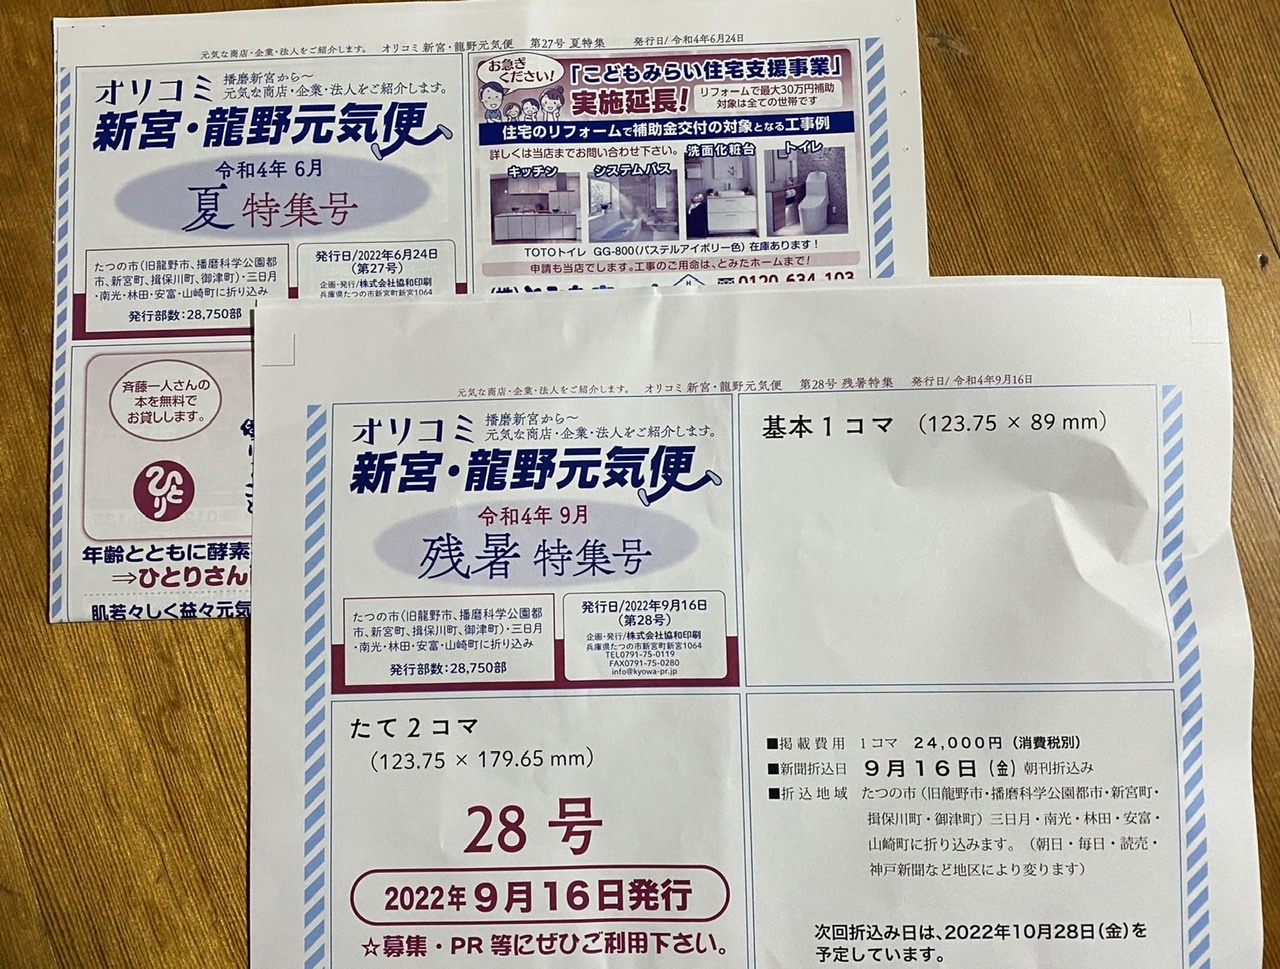 元気な商店・企業・法人をご紹介します。 オリコミ 新宮・龍野元気便 第27号 夏特集 発行日/ 令和4年6月24日
オリコミ
播磨新宮から〜
元気な商店・企業・法人をご紹介します。
新宮・龍野元気便
令和4年 6月
夏 特集号
たつの市(旧龍野市、播磨科学公園都
市、新宮町、揖保川町、御津町)・三日月
・南光・林田・安富・山崎町に折り込み
発行部数:28,750部
発行日/2022年6月24日
(第27号)
企画・発行/株式会社協和印刷
兵庫県たつの市新宮町新宮1064
お急ぎ
ください!
「こどもみらい住宅支援事業」
実施延長!
リフォームで最大30万円補助
対象は全ての世帯です
住宅のリフォームで補助金交付の対象となる工事例
詳しくは当店までお問い合わせ下さい。
キッチン
システムバス
洗面化粧台
トイレ
TOTOトイレ GG-800(パステルアイボリー色) 在庫あります!
申請も当店でします。工事のご用命は、とみたホームまで!
0120-634-103
斉藤一人さんの
本を無料で
お貸しします。
ひとり
年齢とともに酵素
⇒ひとりさん
肌若々しく益々元気
元気な商店・企業・法人をご紹介します。 オリコミ 新宮・龍野元気便 第28号 残暑特集 発行日/ 令和4年9月16日
オリコミ
播磨新宮から〜
元気な商店・企業・法人をご紹介します。
新宮・龍野元気便
令和4年 9月
残暑 特集号
たつの市(旧龍野市、播磨科学公園都
市、新宮町、揖保川町、御津町)・三日月
・南光・林田・安富・山崎町に折り込み
発行部数:28,750部
発行日/2022年9月16日
(第28号)
企画・発行/株式会社協和印刷
兵庫県たつの市新宮町新宮1064
TEL0791-75-0119
FAX0791-75-0280
info@kyowa-pr.jp
基本1コマ (123.75 × 89 mm)
たて2コマ
(123.75 × 179.65 mm)
28 号
2022年9月16日発行
☆募集・PR 等にぜひご利用下さい。
■掲載費用 1コマ 24,000円(消費税別)
■新聞折込日 9月16日(金) 朝刊折込み
■折込地域 たつの市(旧龍野市・播磨科学公園都市・新宮町・
揖保川町・御津町)三日月・南光・林田・安富・
山崎町に折り込みます。(朝日・毎日・読売・
神戸新聞など地区により変ります)
次回折込み日は、2022年10月28日(金)を
予定しています。